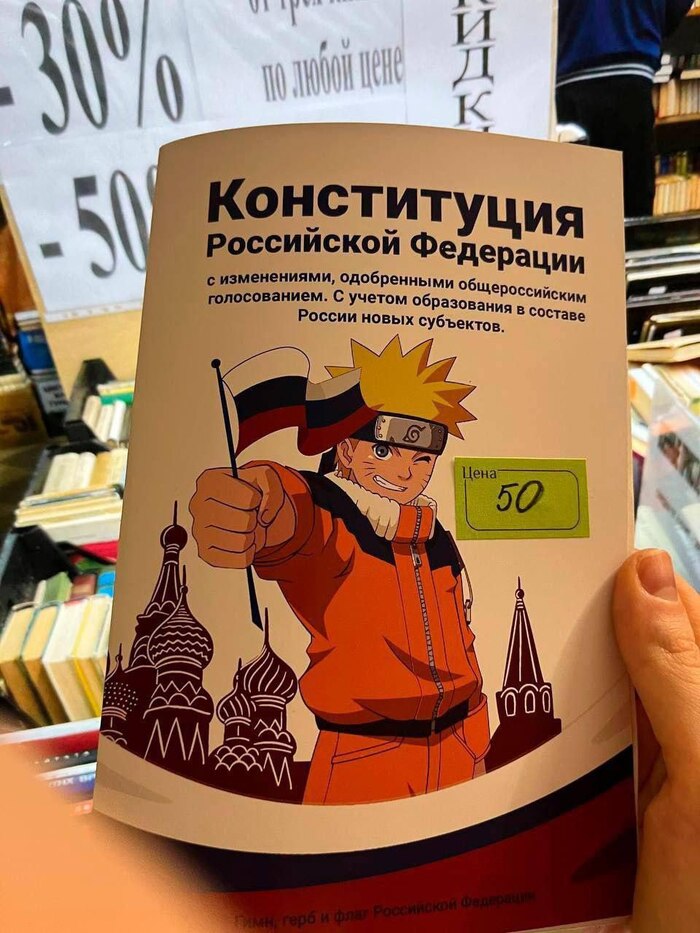 - 30%
по любой цене
- 50
Конституция
Российской Федерации
с изменениями, одобренными общероссийским
голосованием. С учетом образования в составе
России новых субъектов.
Цена
50
Гимн, герб и флаг Российской Федерации